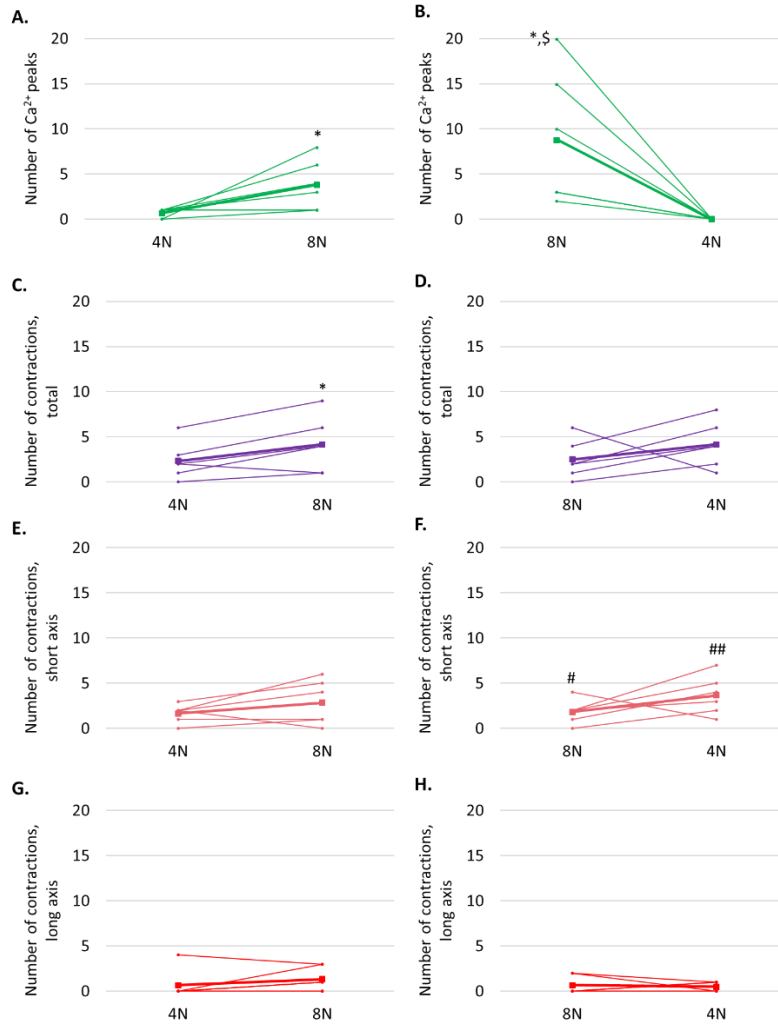 A.
Number of Ca²⁺ peaks
20
15
10
5
0
*
4N
8N
B.
Number of Ca²⁺ peaks
20
15
10
5
0
*,$
8N
4N
C.
Number of contractions,
total
20
15
10
5
0
*
4N
8N
D.
Number of contractions,
total
20
15
10
5
0
8N
4N
E.
Number of contractions,
short axis
20
15
10
5
0
4N
8N
F.
Number of contractions,
short axis
20
15
10
5
0
#
##
8N
4N
G.
Number of contractions,
long axis
20
15
10
5
0
4N
8N
H.
Number of contractions,
long axis
20
15
10
5
0
8N
4N